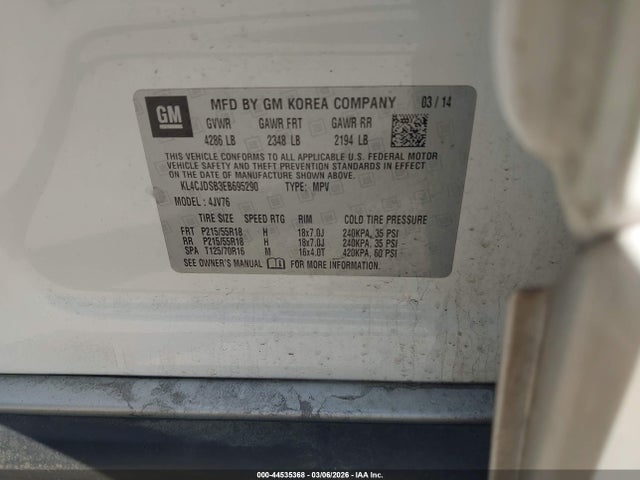 GM
MFD BY GM KOREA COMPANY 03/14
GVWR GAWR FRT GAWR RR
4286 LB 2348 LB 2194 LB
THIS VEHICLE CONFORMS TO ALL APPLICABLE U.S. FEDERAL MOTOR
VEHICLE SAFETY AND THEFT PREVENTION STANDARDS IN EFFECT
ON THE DATE OF MANUFACTURE SHOWN ABOVE.
KL4CJDSB3EB695290 TYPE: MPV
MODEL: 4JV76
TIRE SIZE SPEED RTG RIM COLD TIRE PRESSURE
FRT P215/55R18 H 18x7.0J 240KPA, 35 PSI
RR P215/55R18 H 18x7.0J 240KPA, 35 PSI
SPA T125/70R16 M 16x4.0T 420KPA, 60 PSI
SEE OWNER'S MANUAL FOR MORE INFORMATION.
000-44535368 | 03/06/2026 | IAA Inc.